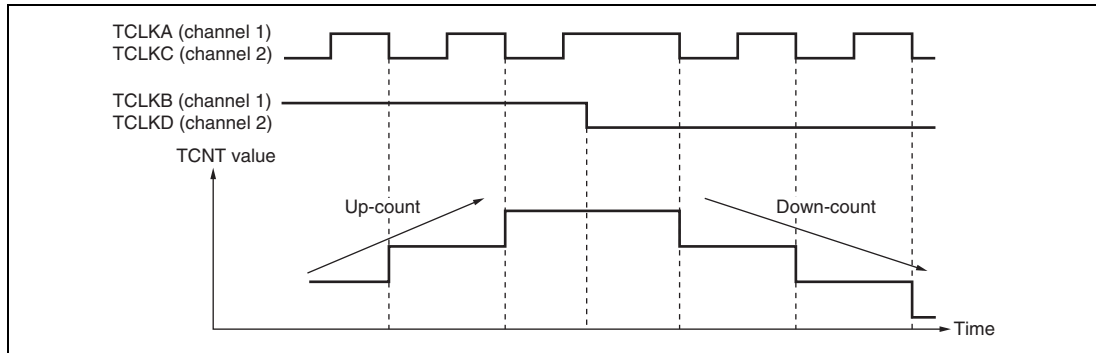 TCLKA (channel 1)
TCLKC (channel 2)
TCLKB (channel 1)
TCLKD (channel 2)
TCNT value
Up-count
Down-count
Time